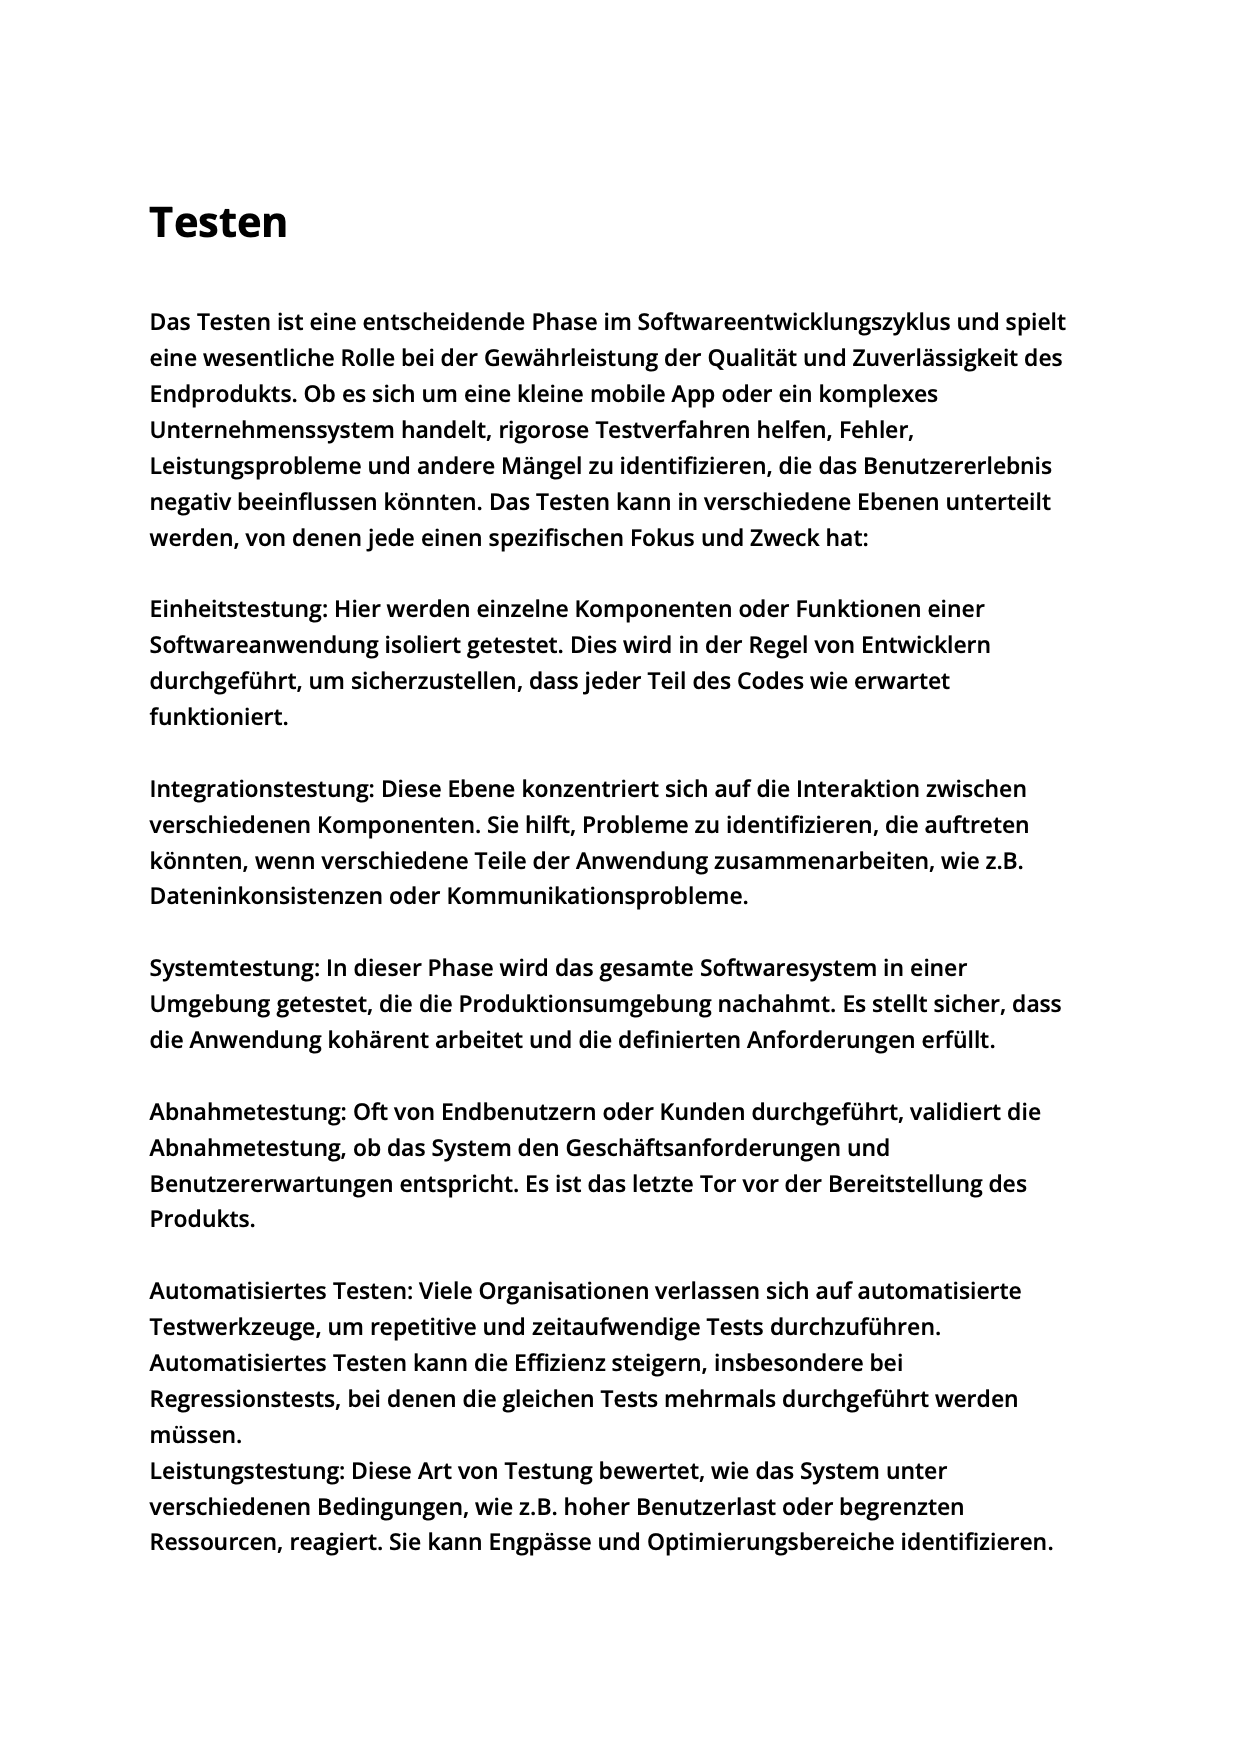 Testen
Das Testen ist eine entscheidende Phase im Softwareentwicklungszyklus und spielt
eine wesentliche Rolle bei der Gewährleistung der Qualität und Zuverlässigkeit des
Endprodukts. Ob es sich um eine kleine mobile App oder ein komplexes
Unternehmenssystem handelt, rigorose Testverfahren helfen, Fehler,
Leistungsprobleme und andere Mängel zu identifizieren, die das Benutzererlebnis
negativ beeinflussen könnten. Das Testen kann in verschiedene Ebenen unterteilt
werden, von denen jede einen spezifischen Fokus und Zweck hat:
Einheitstestung: Hier werden einzelne Komponenten oder Funktionen einer
Softwareanwendung isoliert getestet. Dies wird in der Regel von Entwicklern
durchgeführt, um sicherzustellen, dass jeder Teil des Codes wie erwartet
funktioniert.
Integrationstestung: Diese Ebene konzentriert sich auf die Interaktion zwischen
verschiedenen Komponenten. Sie hilft, Probleme zu identifizieren, die auftreten
könnten, wenn verschiedene Teile der Anwendung zusammenarbeiten, wie z.B.
Dateninkonsistenzen oder Kommunikationsprobleme.
Systemtestung: In dieser Phase wird das gesamte Softwaresystem in einer
Umgebung getestet, die die Produktionsumgebung nachahmt. Es stellt sicher, dass
die Anwendung kohärent arbeitet und die definierten Anforderungen erfüllt.
Abnahmetestung: Oft von Endbenutzern oder Kunden durchgeführt, validiert die
Abnahmetestung, ob das System den Geschäftsanforderungen und
Benutzererwartungen entspricht. Es ist das letzte Tor vor der Bereitstellung des
Produkts.
Automatisiertes Testen: Viele Organisationen verlassen sich auf automatisierte
Testwerkzeuge, um repetitive und zeitaufwendige Tests durchzuführen.
Automatisiertes Testen kann die Effizienz steigern, insbesondere bei
Regressionstests, bei denen die gleichen Tests mehrmals durchgeführt werden
müssen.
Leistungstestung: Diese Art von Testung bewertet, wie das System unter
verschiedenen Bedingungen, wie z.B. hoher Benutzerlast oder begrenzten
Ressourcen, reagiert. Sie kann Engpässe und Optimierungsbereiche identifizieren.